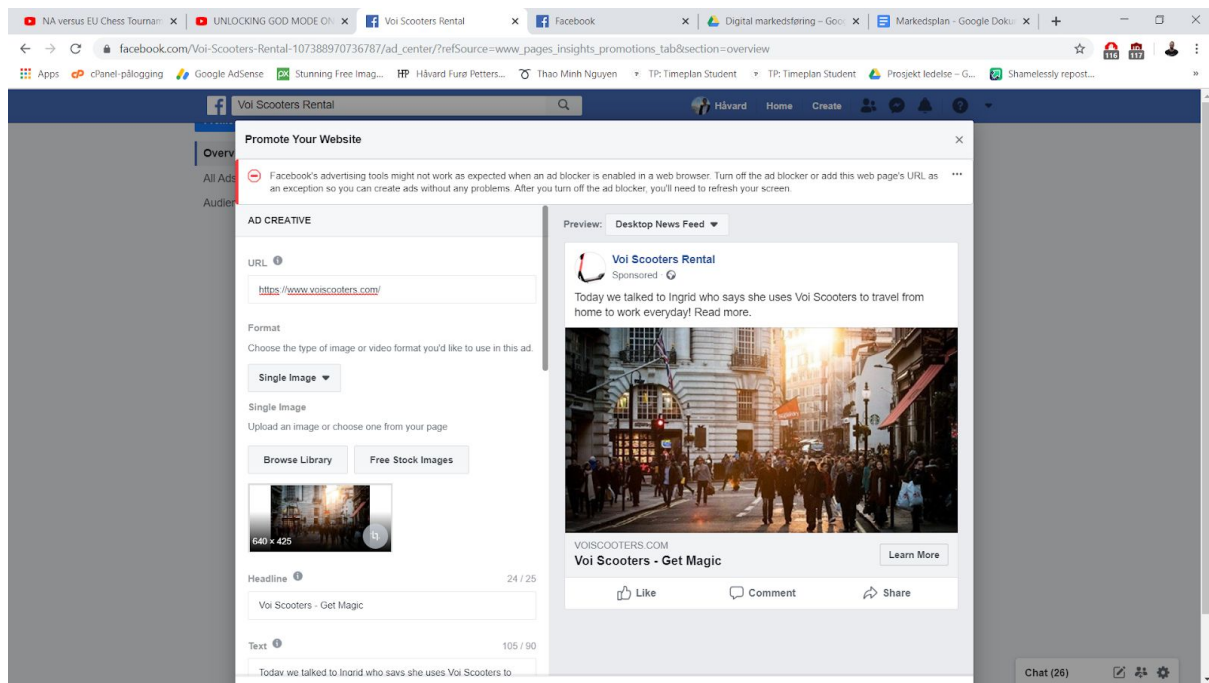 NA versus EU Chess Tournam
UNLOCKING GOD MODE ON
Voi Scooters Rental
Facebook
Digital markedsføring – Goo
Markedsplan - Google Doku
facebook.com/Voi-Scooters-Rental-107388970736787/ad_center/?refSource=www_pages_insights_promotions_tab&section=overview
116
117
Apps
cPanel-pålogging
Google AdSense
Stunning Free Imag...
Håvard Furø Petters...
Thao Minh Nguyen
TP: Timeplan Student
TP: Timeplan Student
Prosjekt ledelse – G...
Shamelessly repost...
Voi Scooters Rental
Håvard
Home
Create
Overv
All Ads
Audien
Promote Your Website
Facebook's advertising tools might not work as expected when an ad blocker is enabled in a web browser. Turn off the ad blocker or add this web page's URL as
an exception so you can create ads without any problems. After you turn off the ad blocker, you'll need to refresh your screen.
AD CREATIVE
URL
https://www.voiscooters.com/
Format
Choose the type of image or video format you'd like to use in this ad.
Single Image
Single Image
Upload an image or choose one from your page
Browse Library
Free Stock Images
640 × 425
Headline
24 / 25
Voi Scooters - Get Magic
Text
105 / 90
Today we talked to Ingrid who says she uses Voi Scooters to
Preview:
Desktop News Feed
Voi Scooters Rental
Sponsored ·
Today we talked to Ingrid who says she uses Voi Scooters to travel from
home to work everyday! Read more.
VOISCOOTERS.COM
Voi Scooters - Get Magic
Learn More
Like
Comment
Share
Chat (26)